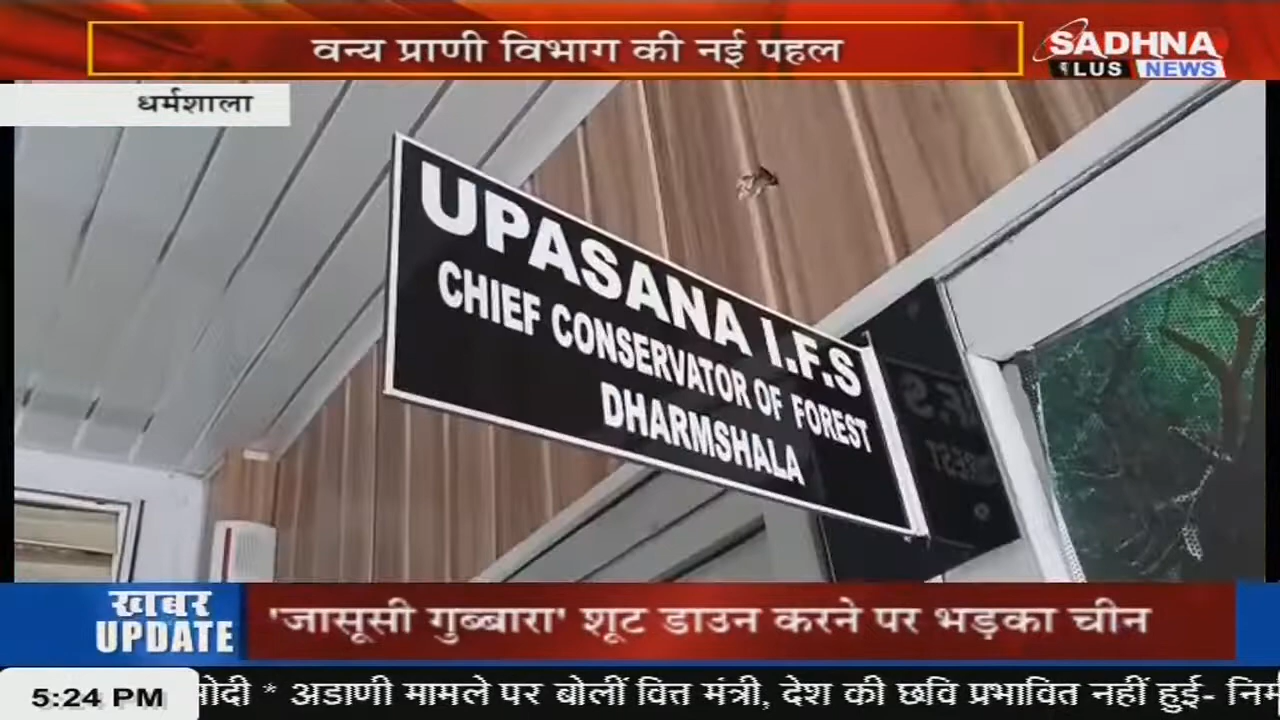 वन्य प्राणी विभाग की नई पहल
SADHNA
PLUS NEWS
धर्मशाला
UPASANA I.F.S
CHIEF CONSERVATOR OF FOREST
DHARMSHALA
खबर
UPDATE
'जासूसी गुब्बारा' शूट डाउन करने पर भड़का चीन
5:24 PM
मोदी * अडाणी मामले पर बोलीं वित्त मंत्री, देश की छवि प्रभावित नहीं हुई-